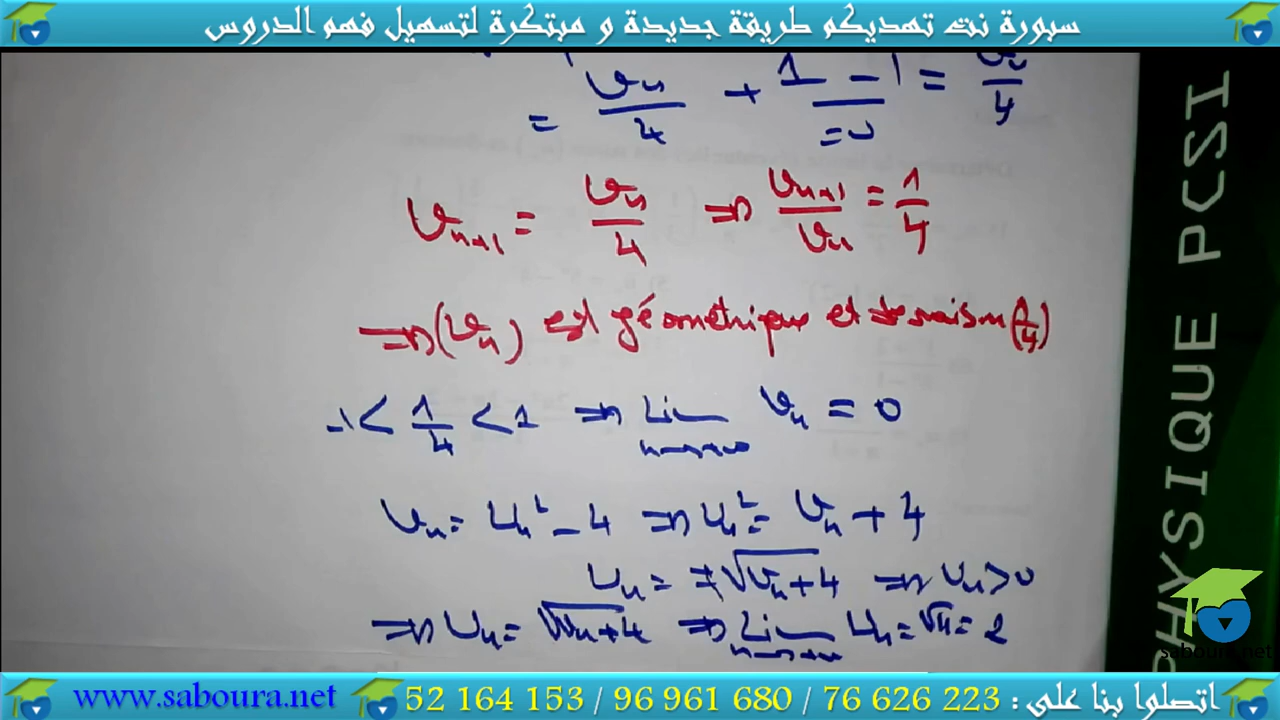 سبورة نت تهديكم طريقة جديدة و مبتكرة لتسهيل فهم الدروس
= Vn/4 + (1 - 1)/(=0) = Vn/4
Vn+1 = Vn/4 ⇒ Vn+1/Vn = 1/4
⇒ (Vn) est géométrique et de raison (1/4)
-1 < 1/4 < 1 ⇒ Lim n→+∞ Vn = 0
Vn = Un² - 4 ⇒ Un² = Vn + 4
Un = ∓√(Vn + 4) ⇒ Un > 0
⇒ Un = √(Vn + 4) ⇒ Lim n→+∞ Un = √4 = 2
PHYSIQUE PCSI
saboura.net
www.saboura.net 52 164 153 / 96 961 680 / 76 626 223 : اتصلوا بنا على